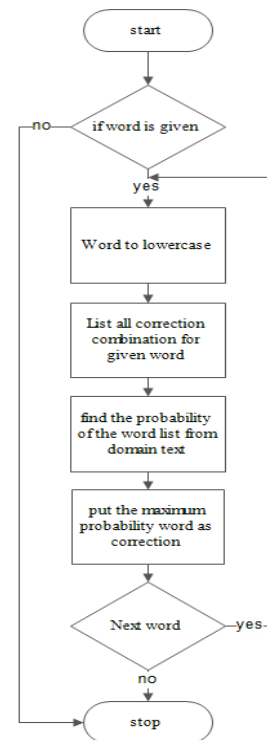 start
no
if word is given
yes
Word to lowercase
List all correction
combination for
given word
find the probability
of the word list from
domain text
put the maximum
probability word as
correction
Next word
yes
no
stop